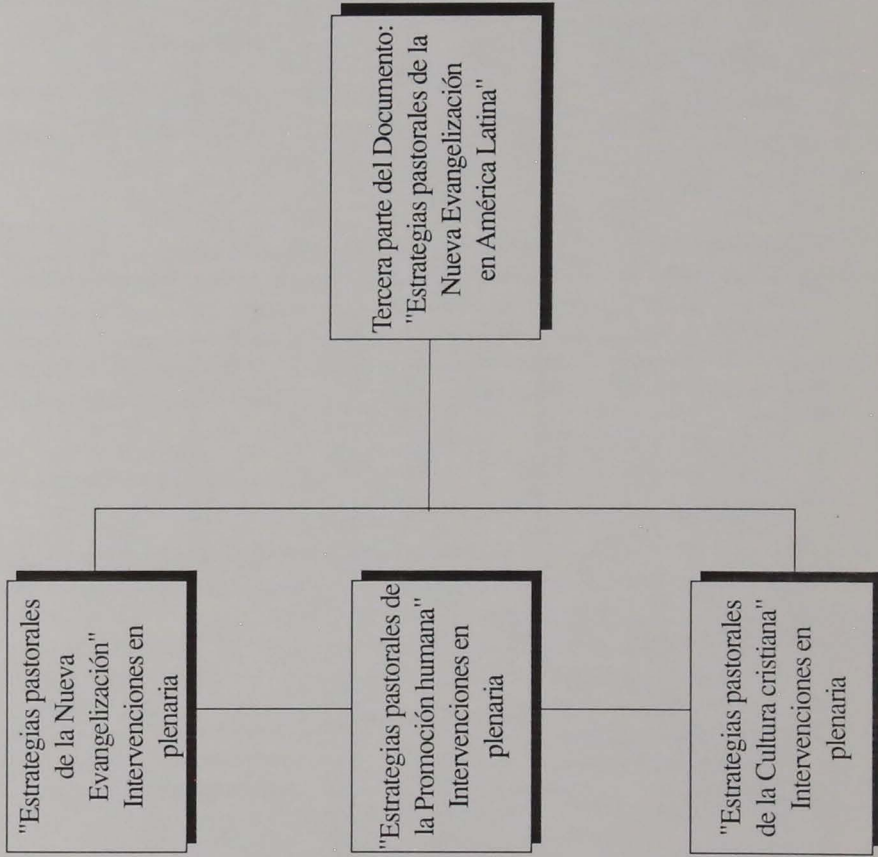 "Estrategias pastorales
de la Nueva
Evangelización"
Intervenciones en
plenaria
"Estrategias pastorales de
la Promoción humana"
Intervenciones en
plenaria
"Estrategias pastorales
de la Cultura cristiana"
Intervenciones en
plenaria
Tercera parte del Documento:
"Estrategias pastorales de la
Nueva Evangelización
en América Latina"